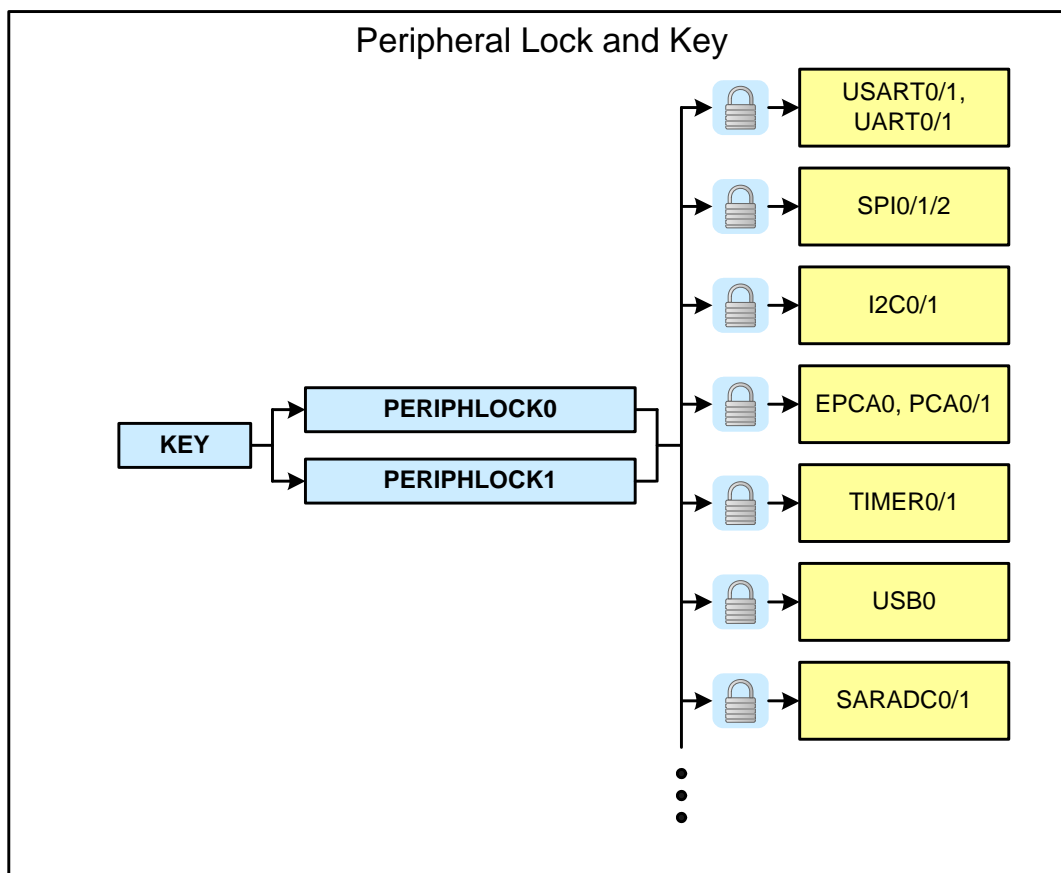 Peripheral Lock and Key
USART0/1,
UART0/1
SPI0/1/2
I2C0/1
EPCA0, PCA0/1
TIMER0/1
USB0
SARADC0/1
KEY
PERIPHLOCK0
PERIPHLOCK1